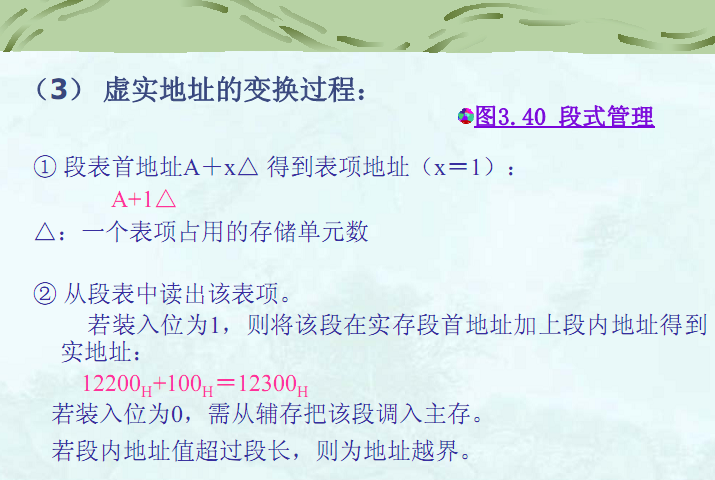 （3） 虚实地址的变换过程：
图3.40 段式管理
① 段表首地址A＋x△ 得到表项地址（x＝1）：
A+1△
△：一个表项占用的存储单元数
② 从段表中读出该表项。
若装入位为1，则将该段在实存段首地址加上段内地址得到
实地址：
12200H+100H＝12300H
若装入位为0，需从辅存把该段调入主存。
若段内地址值超过段长，则为地址越界。